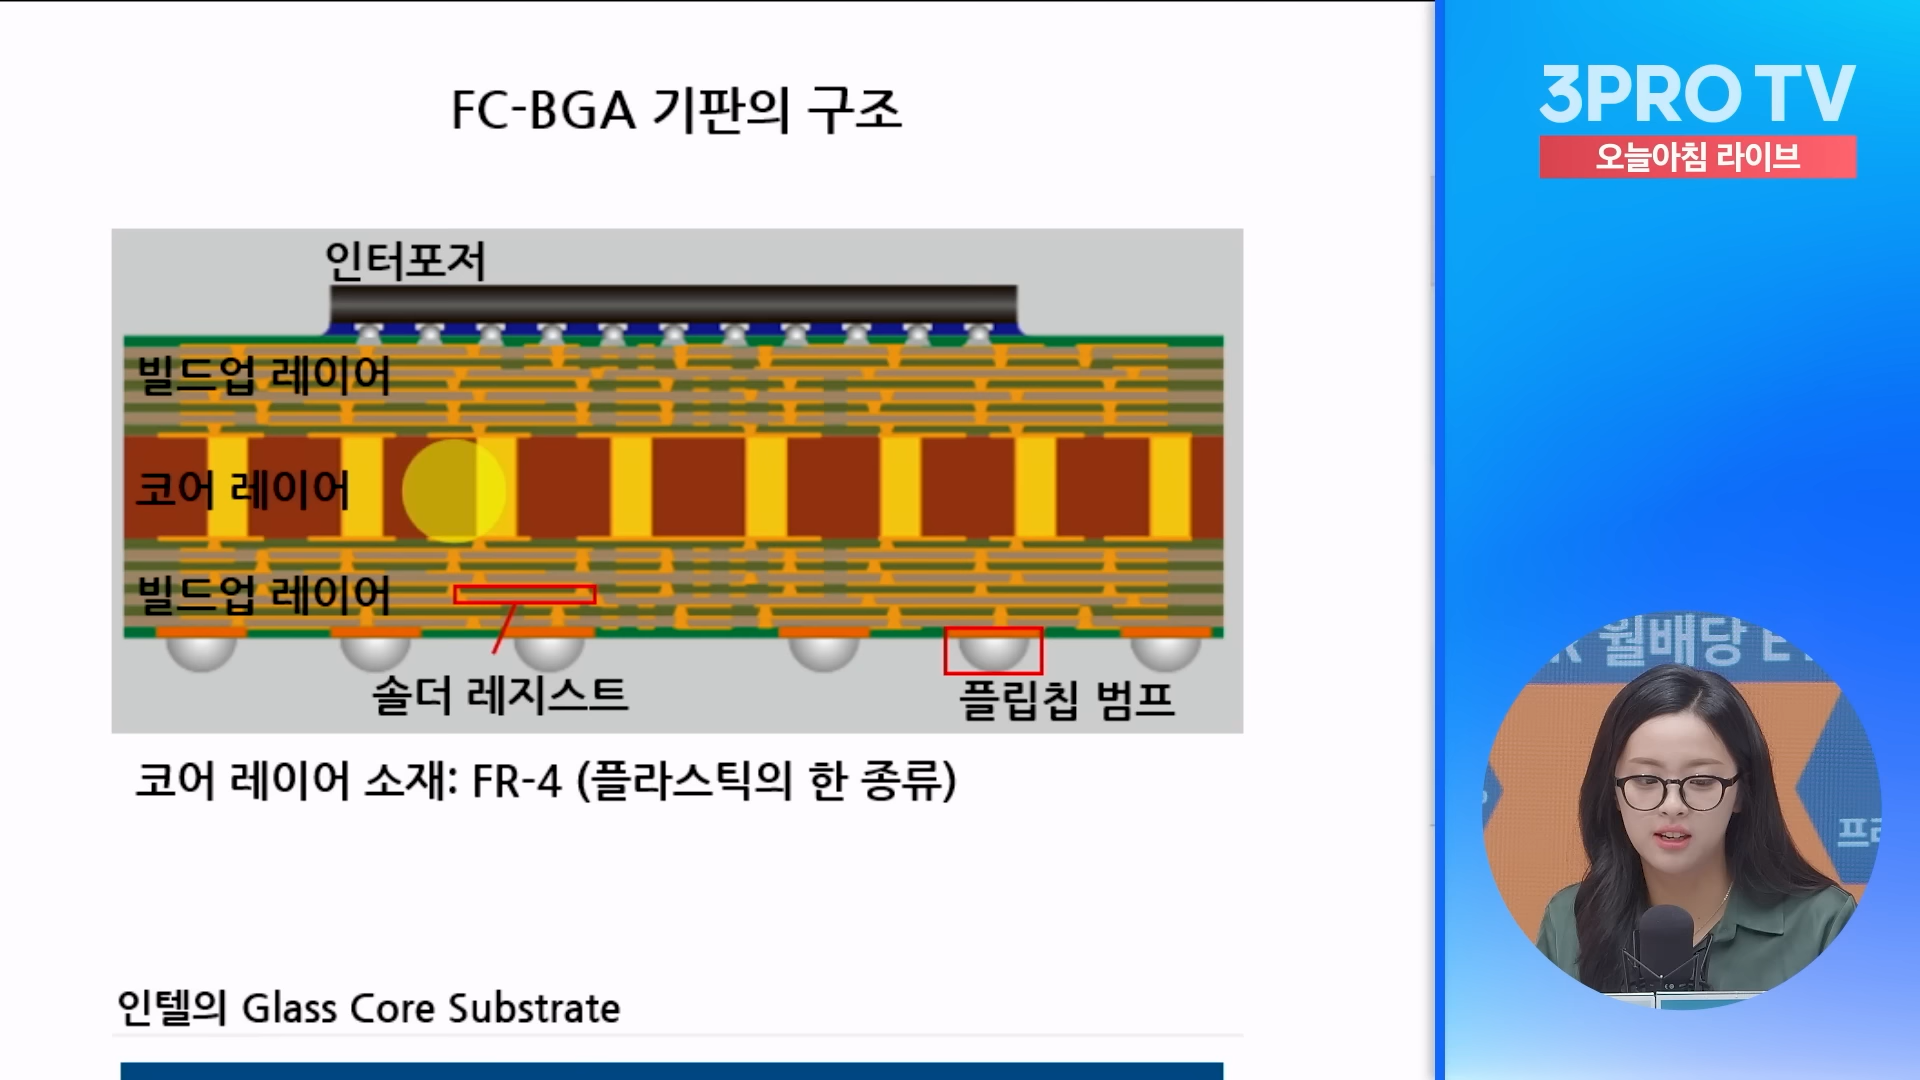 FC-BGA 기판의 구조
인터포저
빌드업 레이어
코어 레이어
빌드업 레이어
솔더 레지스트
플립칩 범프
코어 레이어 소재: FR-4 (플라스틱의 한 종류)
인텔의 Glass Core Substrate
3PRO TV
오늘아침 라이브
월배당